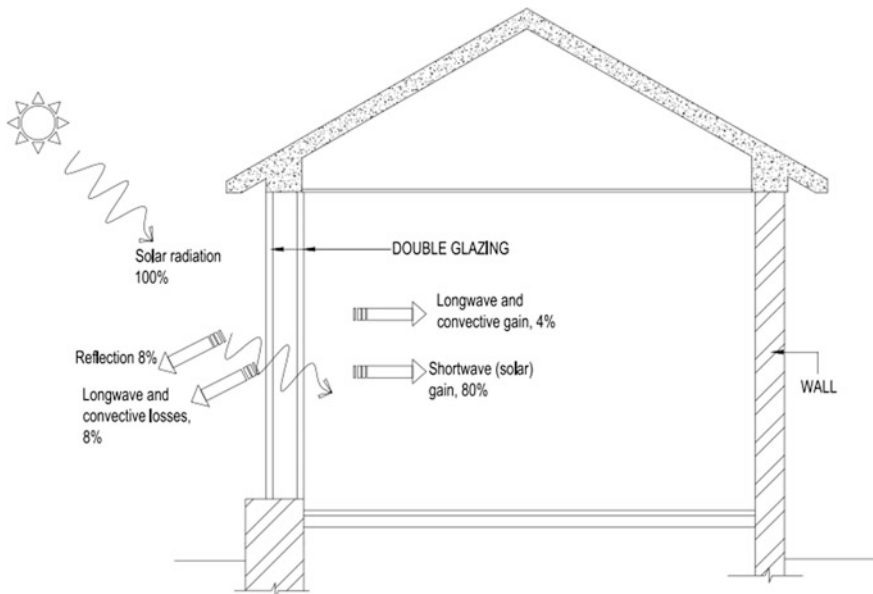 Solar radiation
100%
DOUBLE GLAZING
Longwave and
convective gain, 4%
Reflection 8%
Shortwave (solar)
gain, 80%
Longwave and
convective losses,
8%
WALL